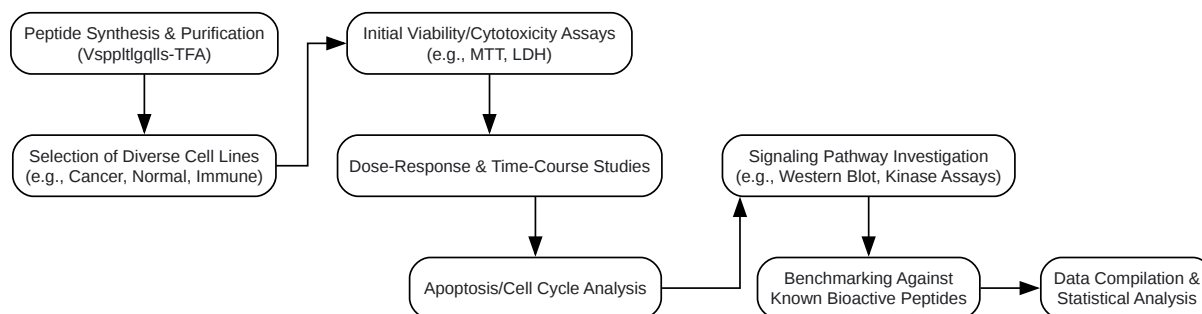 Peptide Synthesis & Purification
(Vsppltlgqlls-TFA)
Selection of Diverse Cell Lines
(e.g., Cancer, Normal, Immune)
Initial Viability/Cytotoxicity Assays
(e.g., MTT, LDH)
Dose-Response & Time-Course Studies
Apoptosis/Cell Cycle Analysis
Signaling Pathway Investigation
(e.g., Western Blot, Kinase Assays)
Benchmarking Against
Known Bioactive Peptides
Data Compilation &
Statistical Analysis